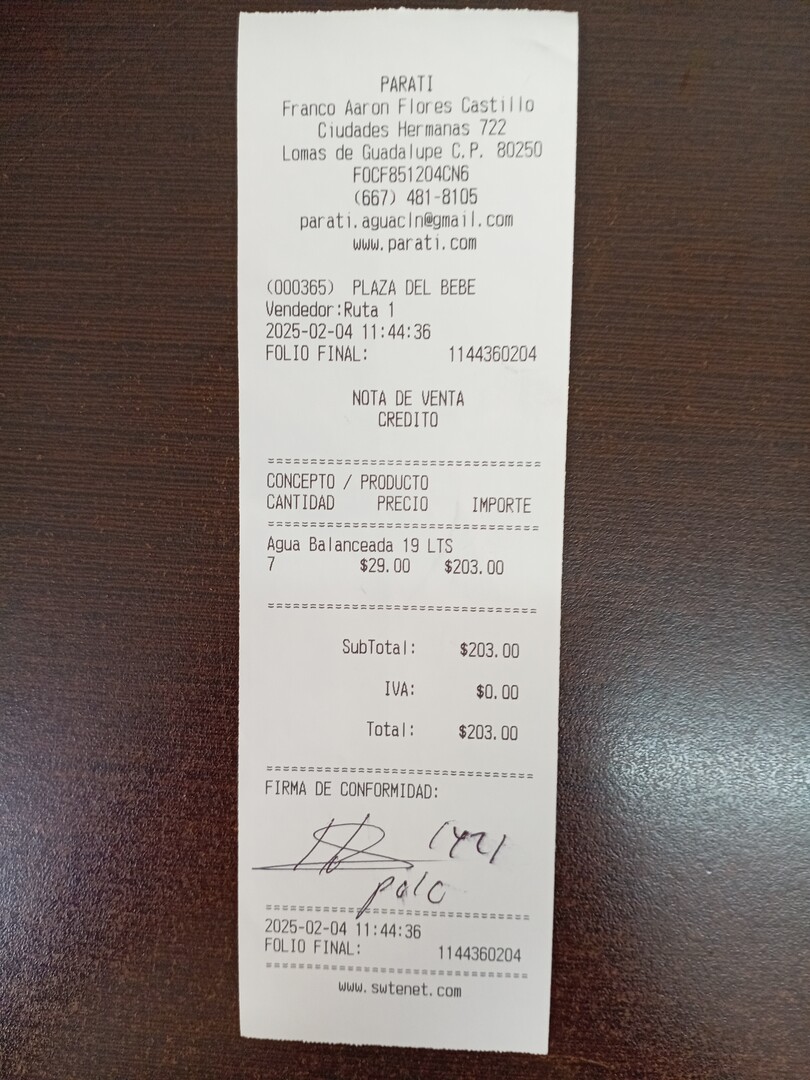 PARATI
Franco Aaron Flores Castillo
Ciudades Hermanas 722
Lomas de Guadalupe C.P. 80250
FOCF851204CN6
(667) 481-8105
parati.aguacln@gmail.com
www.parati.com
(000365) PLAZA DEL BEBE
Vendedor:Ruta 1
2025-02-04 11:44:36
FOLIO FINAL: 1144360204
NOTA DE VENTA
CREDITO
===============================
CONCEPTO / PRODUCTO
CANTIDAD PRECIO IMPORTE
===============================
Agua Balanceada 19 LTS
7 $29.00 $203.00
===============================
SubTotal: $203.00
IVA: $0.00
Total: $203.00
===============================
FIRMA DE CONFORMIDAD:
1421
polo
===============================
2025-02-04 11:44:36
FOLIO FINAL: 1144360204
===============================
www.swtenet.com